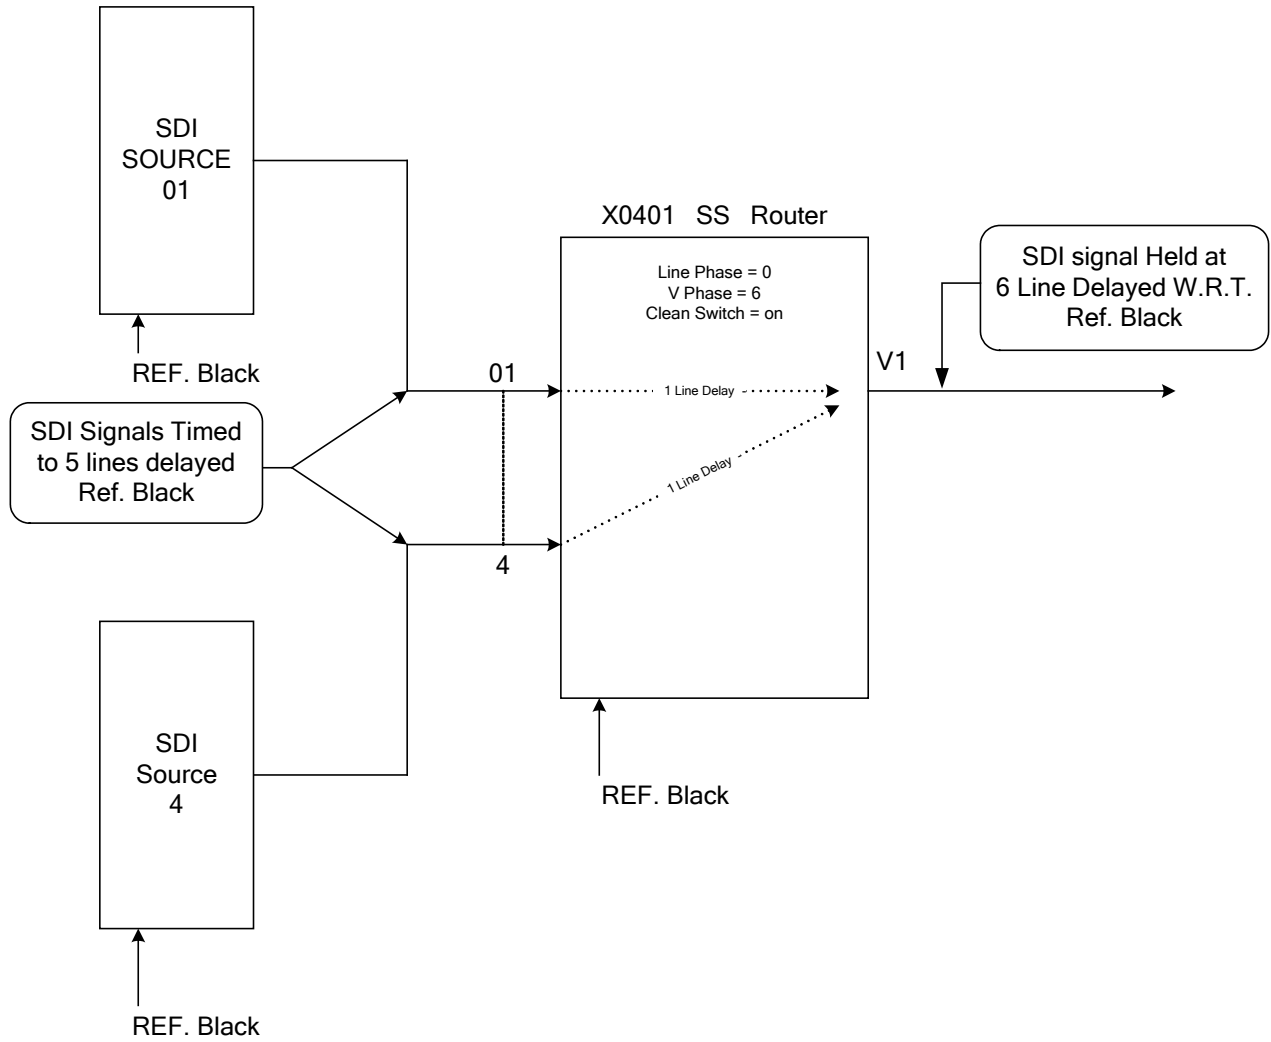 SDI
SOURCE
01
REF. Black
SDI Signals Timed
to 5 lines delayed
Ref. Black
01
4
X0401 SS Router
Line Phase = 0
V Phase = 6
Clean Switch = on
1 Line Delay
1 Line Delay
V1
SDI signal Held at
6 Line Delayed W.R.T.
Ref. Black
SDI
Source
4
REF. Black
REF. Black